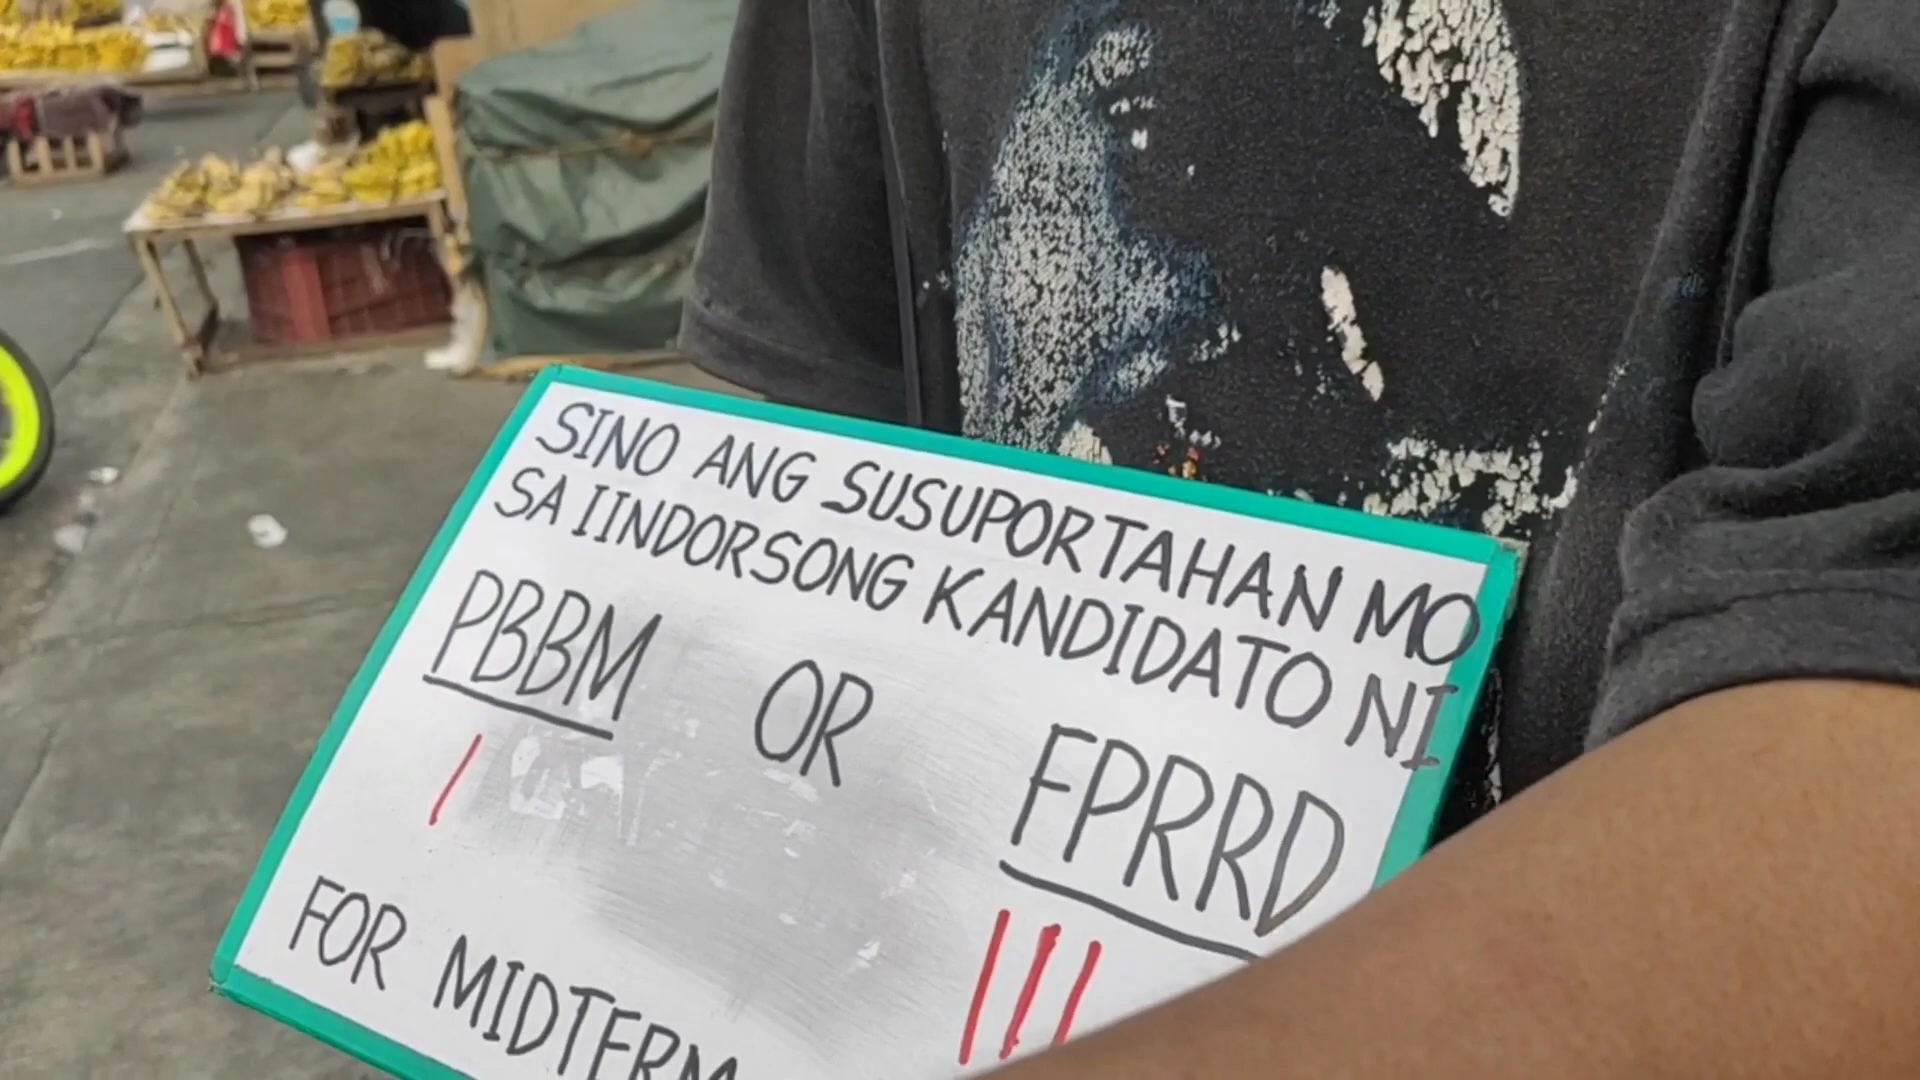 SINO ANG SUSUPORTAHAN MO
SA IINDORSONG KANDIDATO NI
PBBM OR FPRRD
FOR MIDTERM